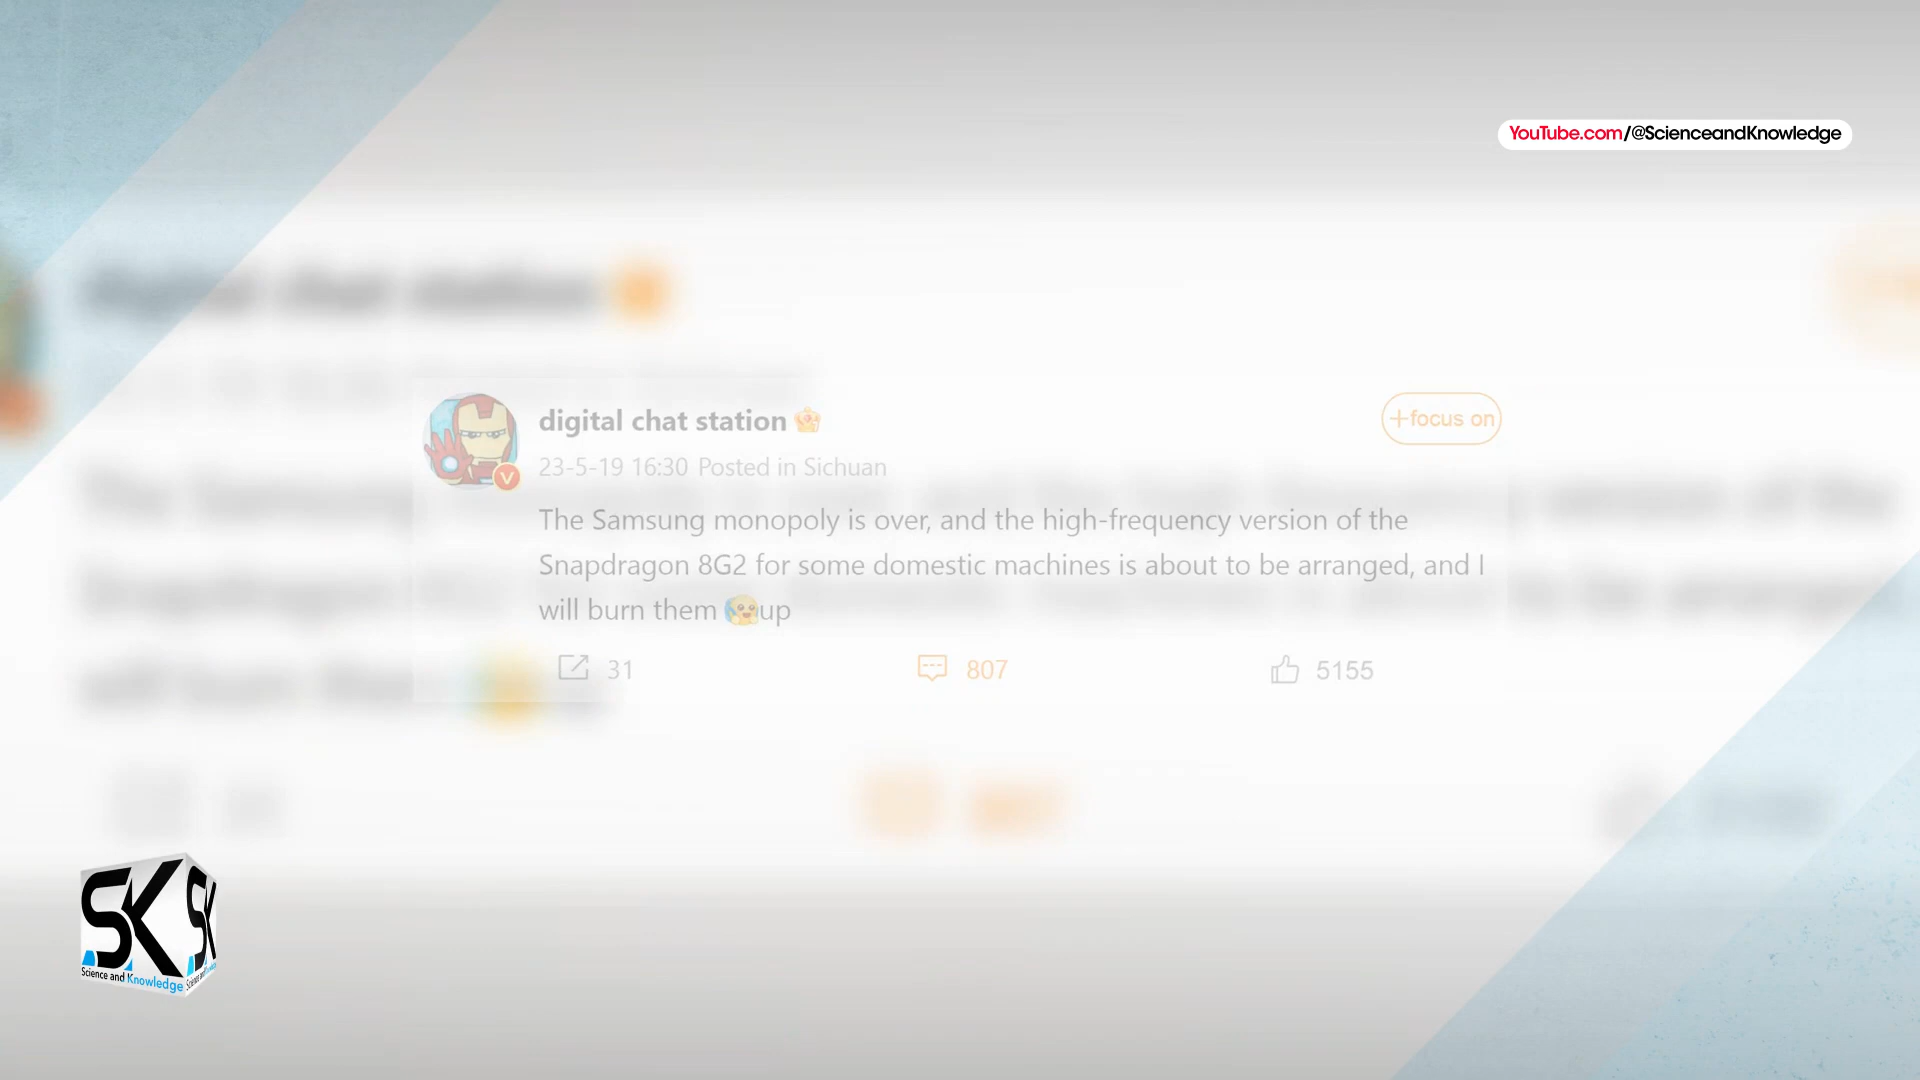 YouTube.com/@ScienceandKnowledge
digital chat station
23-5-19 16:30 Posted in Sichuan
+focus on
The Samsung monopoly is over, and the high-frequency version of the
Snapdragon 8G2 for some domestic machines is about to be arranged, and I
will burn them up
31
807
5155
SK SK
Science and Knowledge